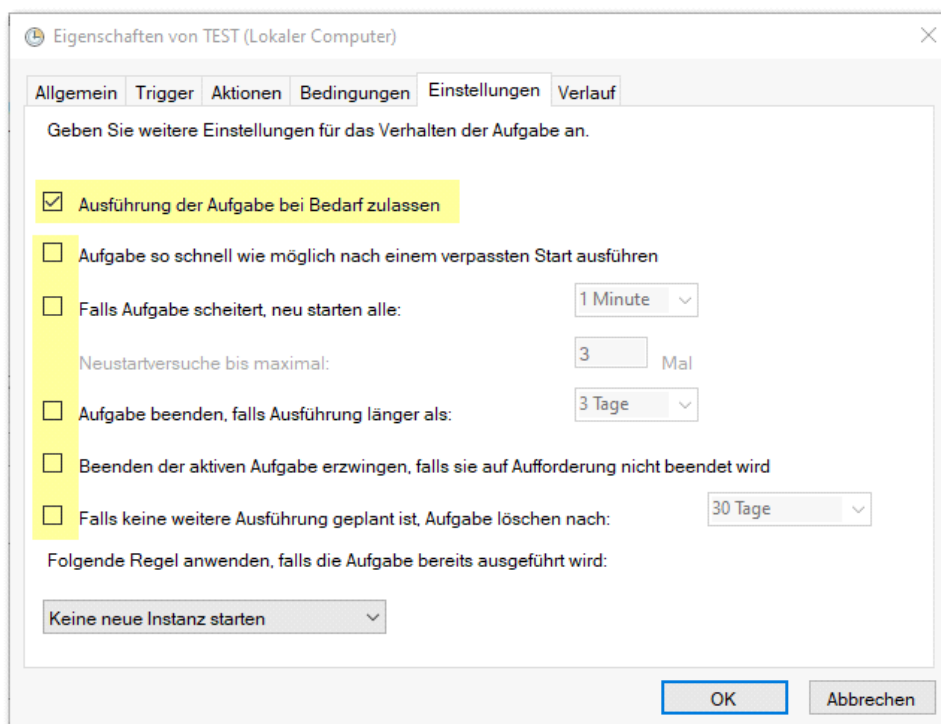 Eigenschaften von TEST (Lokaler Computer)
Allgemein Trigger Aktionen Bedingungen Einstellungen Verlauf
Geben Sie weitere Einstellungen für das Verhalten der Aufgabe an.
Ausführung der Aufgabe bei Bedarf zulassen
Aufgabe so schnell wie möglich nach einem verpassten Start ausführen
Falls Aufgabe scheitert, neu starten alle: 1 Minute
Neustartversuche bis maximal: 3 Mal
Aufgabe beenden, falls Ausführung länger als: 3 Tage
Beenden der aktiven Aufgabe erzwingen, falls sie auf Aufforderung nicht beendet wird
Falls keine weitere Ausführung geplant ist, Aufgabe löschen nach: 30 Tage
Folgende Regel anwenden, falls die Aufgabe bereits ausgeführt wird:
Keine neue Instanz starten
OK Abbrechen